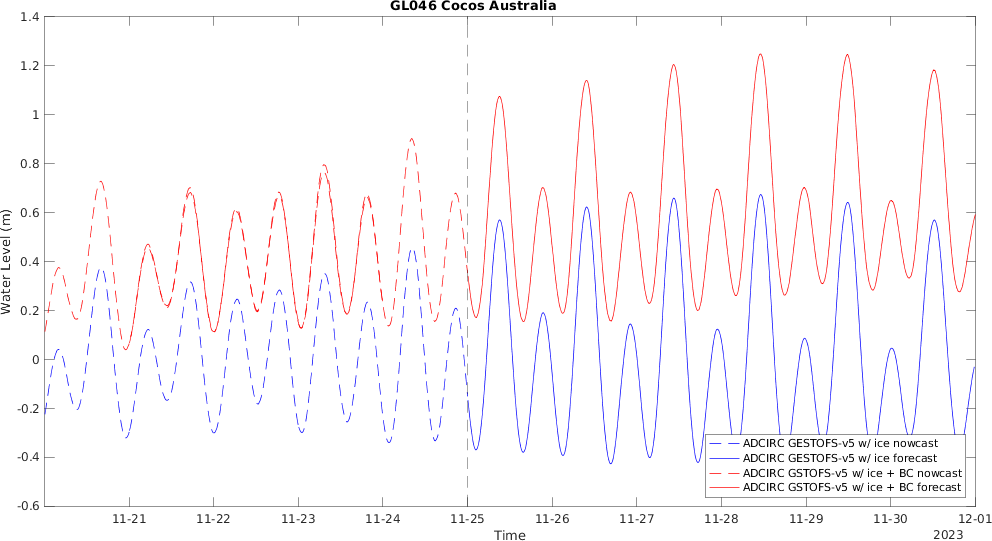 GL046 Cocos Australia
1.4
1.2
1
0.8
0.6
0.4
0.2
0
-0.2
-0.4
-0.6
Water Level (m)
ADCIRC GESTOFS-v5 w/ ice nowcast
ADCIRC GESTOFS-v5 w/ ice forecast
ADCIRC GSTOFS-v5 w/ ice + BC nowcast
ADCIRC GSTOFS-v5 w/ ice + BC forecast
11-21 11-22 11-23 11-24 11-25 11-26 11-27 11-28 11-29 11-30 12-01
Time
2023